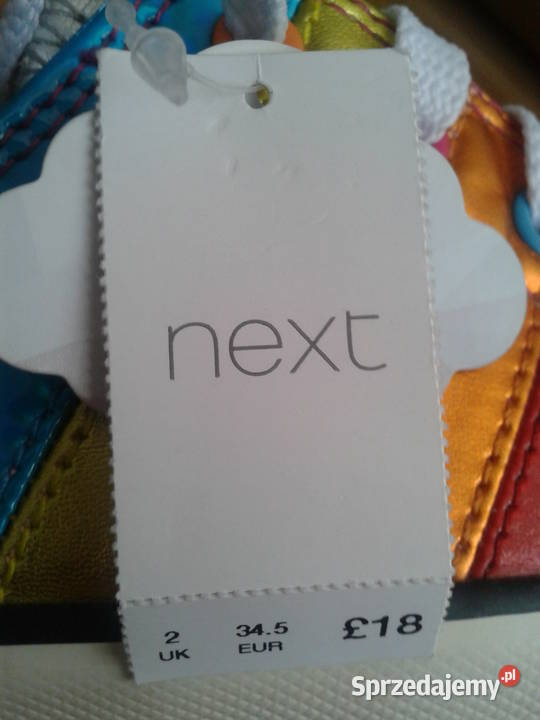 next
2 34.5 £18
UK EUR
Sprzedajemy.pl